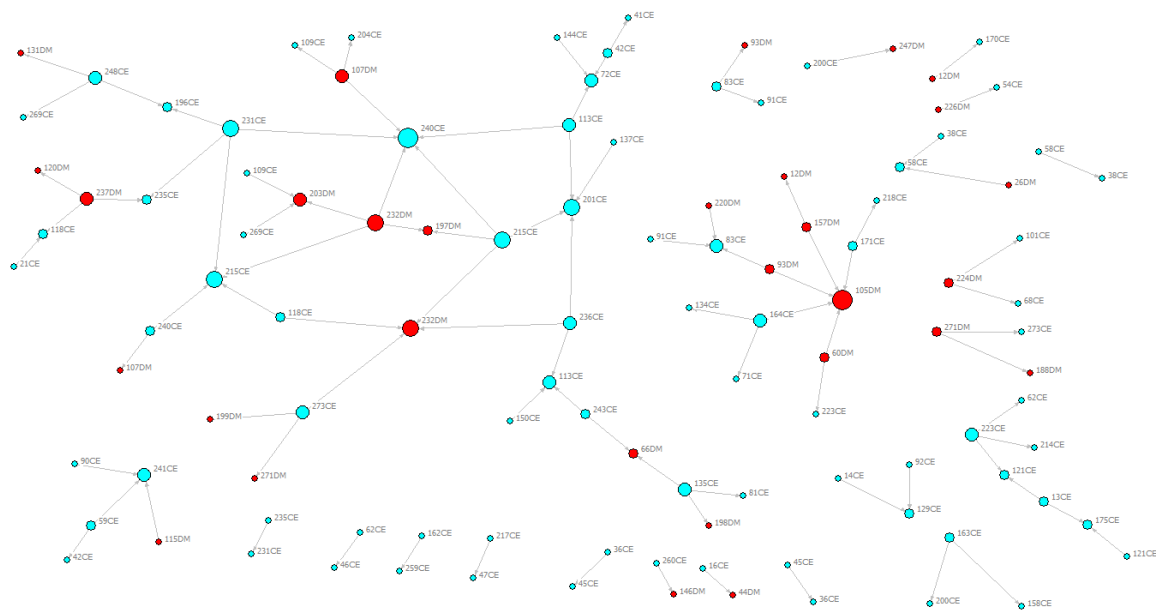 41CE
144CE
204CE
109CE
93DM
170CE
247DM
131DM
42CE
200CE
248CE
107DM
72CE
83CE
12DM
54CE
91CE
226DM
269CE
196CE
231CE
240CE
113CE
137CE
38CE
58CE
58CE
38CE
120DM
109CE
12DM
26DM
237DM
235CE
203DM
201CE
220DM
218CE
232DM
157DM
118CE
269CE
197DM
215CE
91CE
83CE
171CE
101CE
21CE
93DM
215CE
224DM
105DM
68CE
134CE
118CE
164CE
240CE
232DM
236CE
271DM
273CE
60DM
107DM
71CE
188DM
113CE
62CE
199DM
273CE
150CE
243CE
223CE
223CE
214CE
90CE
66DM
92CE
241CE
271DM
14CE
121CE
135CE
81CE
13CE
59CE
235CE
198DM
129CE
175CE
62CE
162CE
217CE
115DM
163CE
42CE
231CE
36CE
121CE
46CE
259CE
47CE
260CE
16CE
45CE
45CE
146DM
44DM
36CE
200CE
158CE